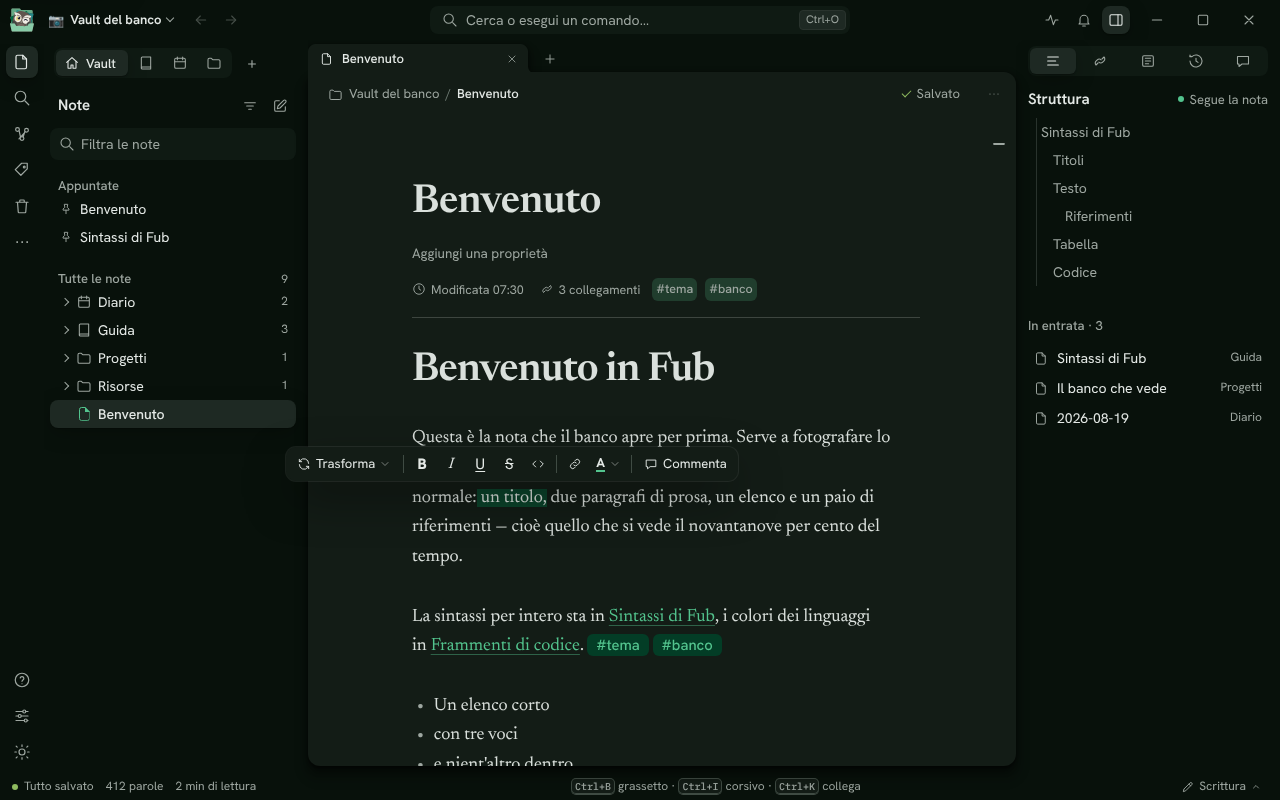 Vault del banco
Cerca o esegui un comando...
Ctrl+O
Vault
Benvenuto
Note
Filtra le note
Appuntate
Benvenuto
Sintassi di Fub
Tutte le note 9
Diario 2
Guida 3
Progetti 1
Risorse 1
Benvenuto
Vault del banco / Benvenuto
Salvato
Benvenuto
Aggiungi una proprietà
Modificata 07:30 3 collegamenti #tema #banco
Benvenuto in Fub
Questa è la nota che il banco apre per prima. Serve a fotografare lo
Trasforma B I U S A Commenta
normale: un titolo, due paragrafi di prosa, un elenco e un paio di
riferimenti — cioè quello che si vede il novantanove per cento del
tempo.
La sintassi per intero sta in Sintassi di Fub, i colori dei linguaggi
in Frammenti di codice. #tema #banco
• Un elenco corto
• con tre voci
• e nient'altro dentro
Struttura
Segue la nota
Sintassi di Fub
Titoli
Testo
Riferimenti
Tabella
Codice
In entrata · 3
Sintassi di Fub Guida
Il banco che vede Progetti
2026-08-19 Diario
Tutto salvato 412 parole 2 min di lettura
Ctrl+B grassetto · Ctrl+I corsivo · Ctrl+K collega
Scrittura